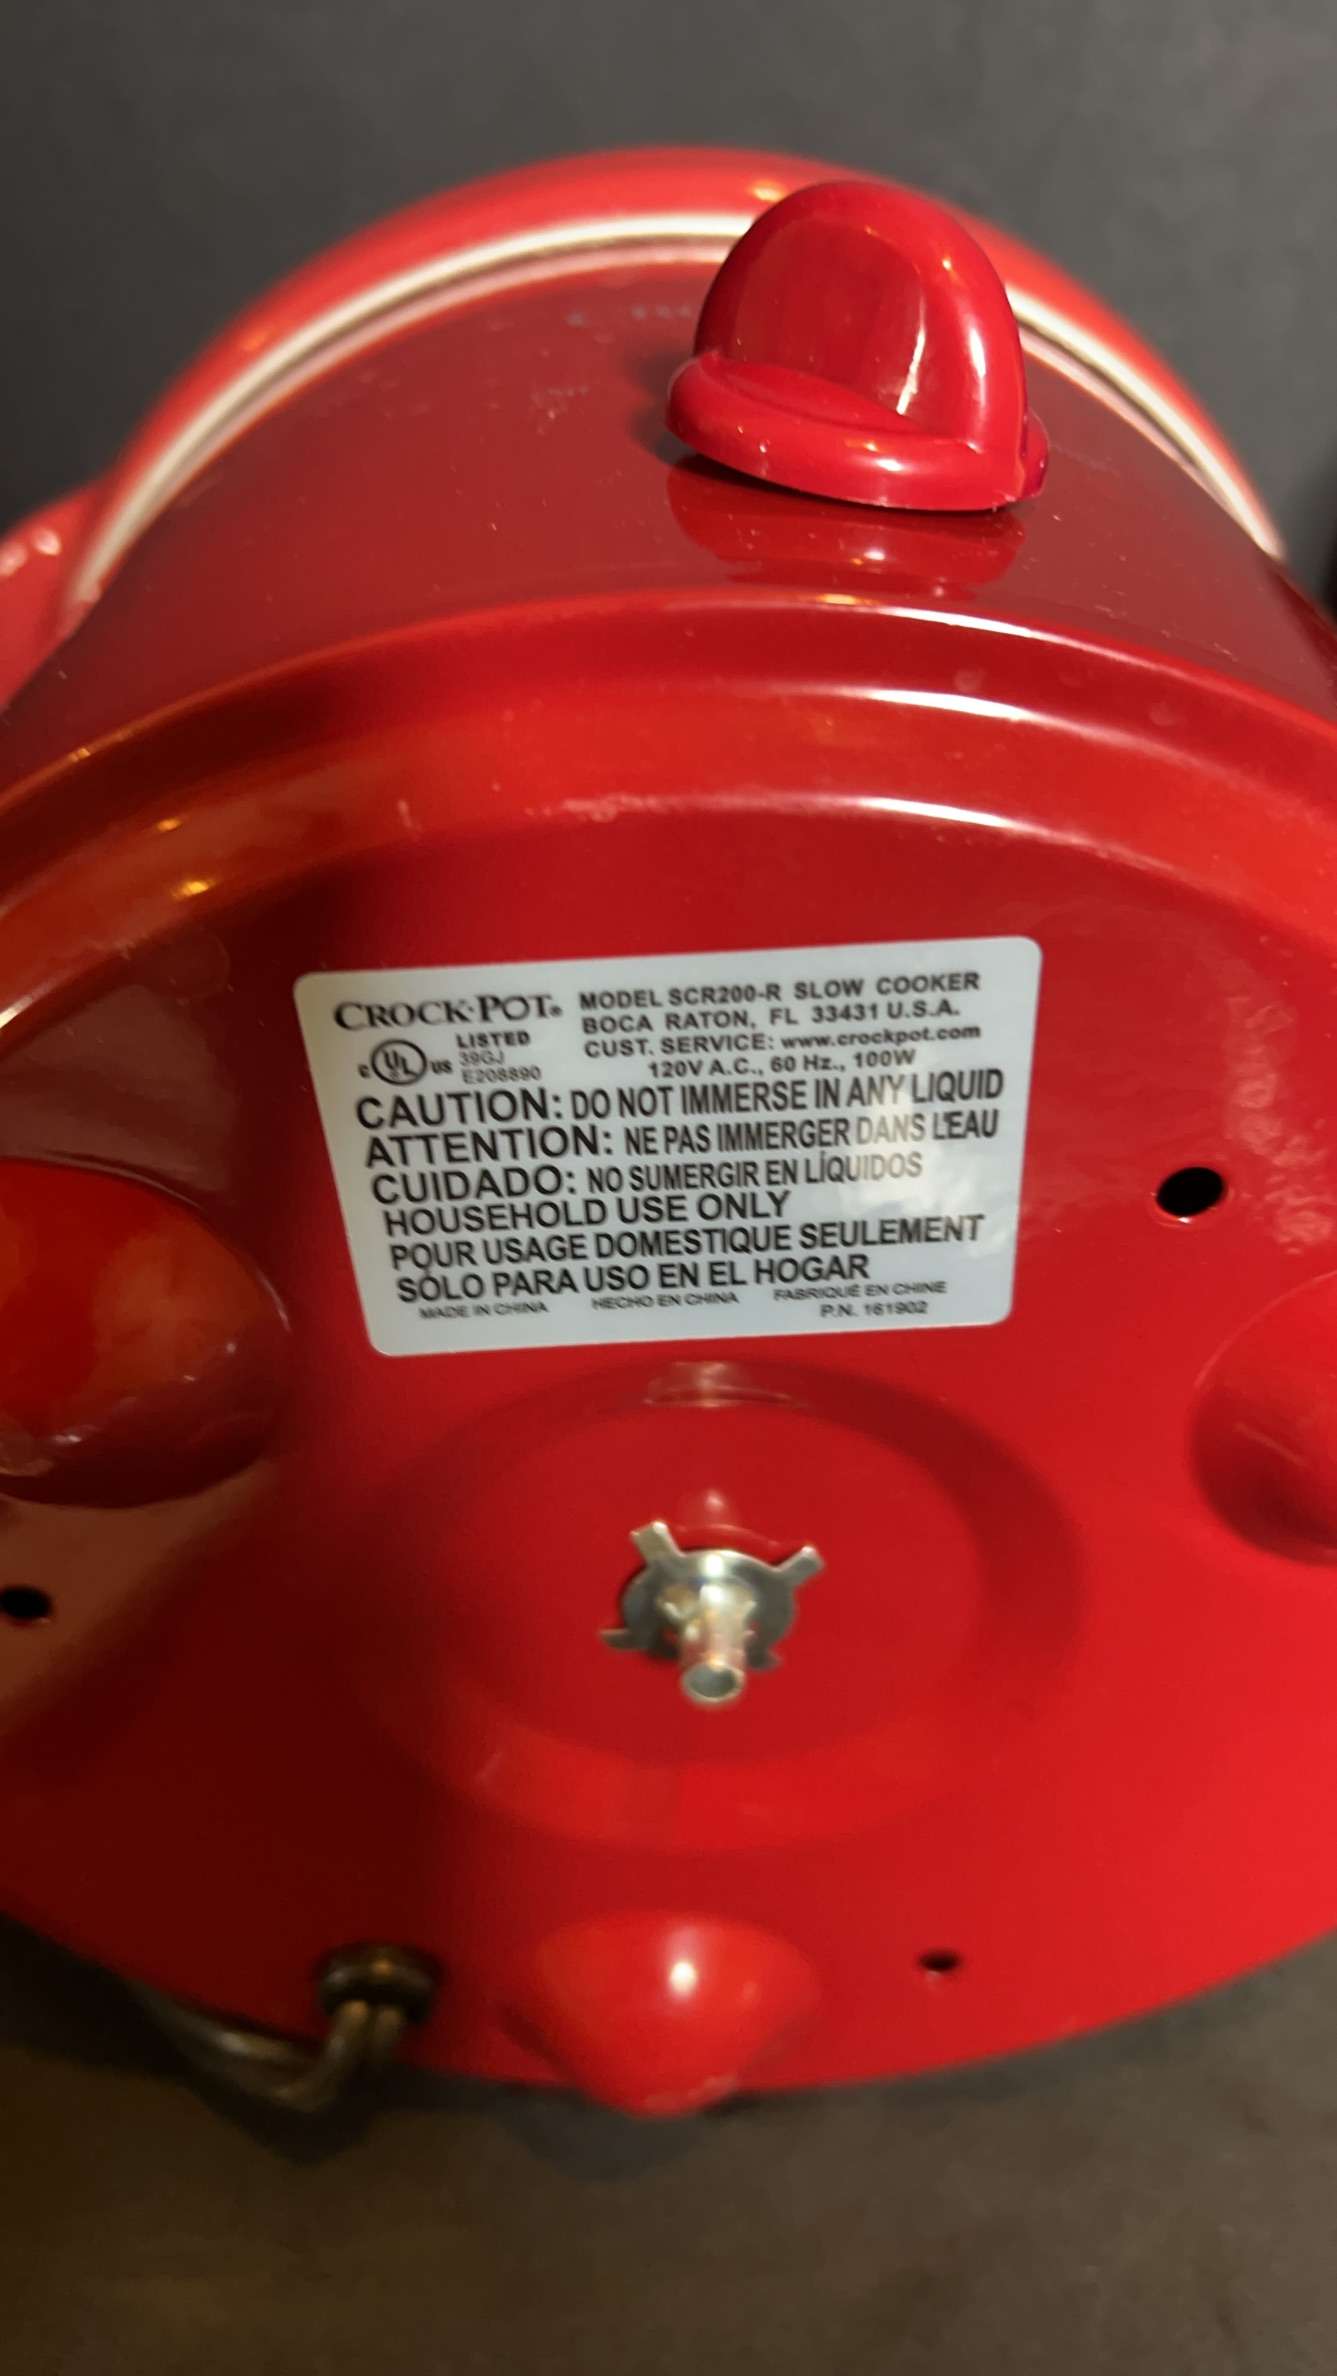 CROCK·POT® MODEL SCR200-R SLOW COOKER
BOCA RATON, FL 33431 U.S.A.
LISTED
c UL us 39GJ CUST. SERVICE: www.crockpot.com
E208890 120V A.C., 60 Hz., 100W
CAUTION: DO NOT IMMERSE IN ANY LIQUID
ATTENTION: NE PAS IMMERGER DANS L'EAU
CUIDADO: NO SUMERGIR EN LÍQUIDOS
HOUSEHOLD USE ONLY
POUR USAGE DOMESTIQUE SEULEMENT
SÓLO PARA USO EN EL HOGAR
MADE IN CHINA HECHO EN CHINA FABRIQUÉ EN CHINE
P.N. 161902